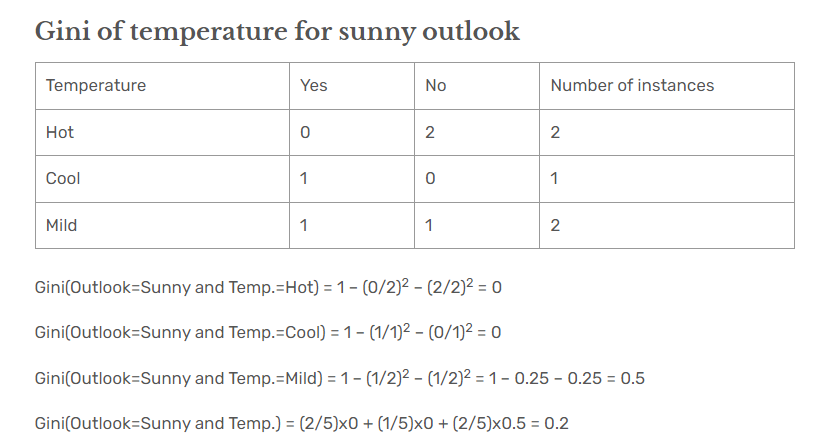 Gini of temperature for sunny outlook
Temperature Yes No Number of instances
Hot 0 2 2
Cool 1 0 1
Mild 1 1 2
Gini(Outlook=Sunny and Temp.=Hot) = 1 – (0/2)² – (2/2)² = 0
Gini(Outlook=Sunny and Temp.=Cool) = 1 – (1/1)² – (0/1)² = 0
Gini(Outlook=Sunny and Temp.=Mild) = 1 – (1/2)² – (1/2)² = 1 – 0.25 – 0.25 = 0.5
Gini(Outlook=Sunny and Temp.) = (2/5)x0 + (1/5)x0 + (2/5)x0.5 = 0.2